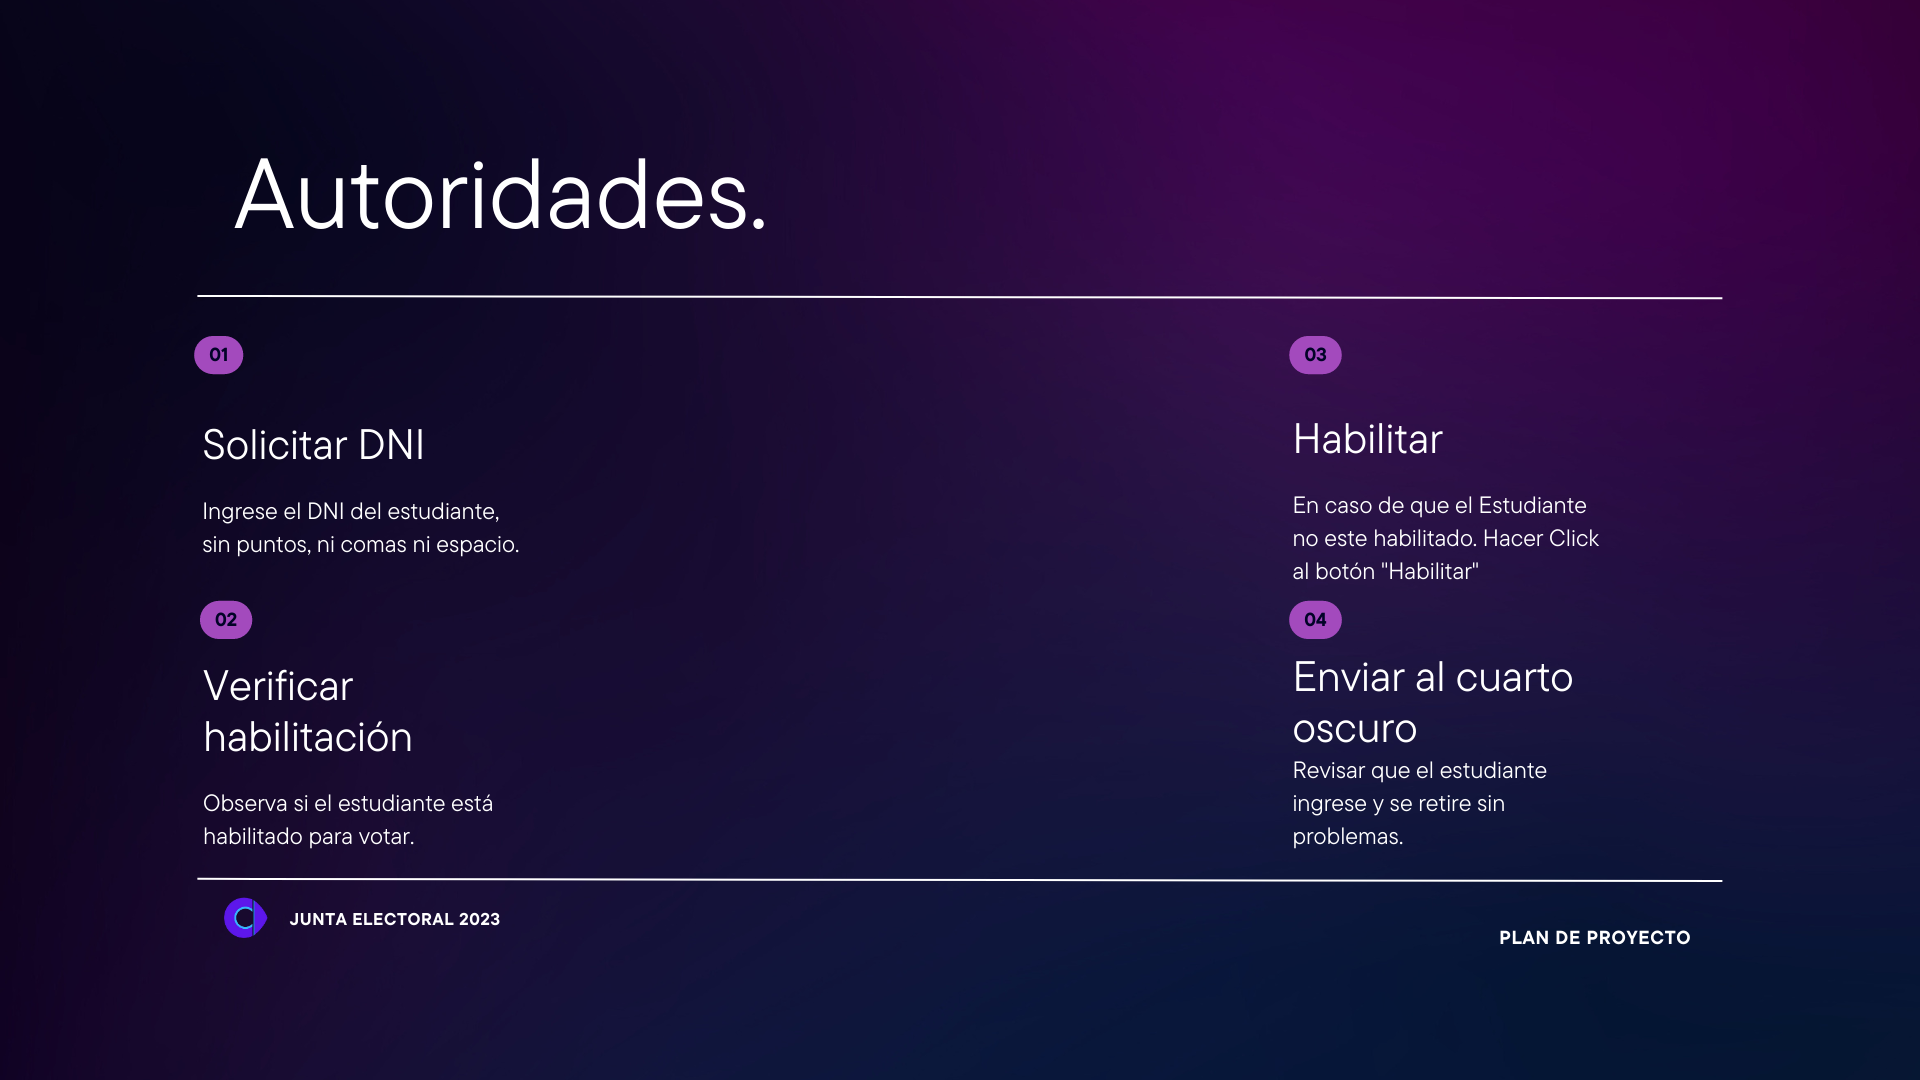 Autoridades.
01
Solicitar DNI
Ingrese el DNI del estudiante,
sin puntos, ni comas ni espacio.
02
Verificar
habilitación
Observa si el estudiante está
habilitado para votar.
03
Habilitar
En caso de que el Estudiante
no este habilitado. Hacer Click
al botón "Habilitar"
04
Enviar al cuarto
oscuro
Revisar que el estudiante
ingrese y se retire sin
problemas.
JUNTA ELECTORAL 2023
PLAN DE PROYECTO